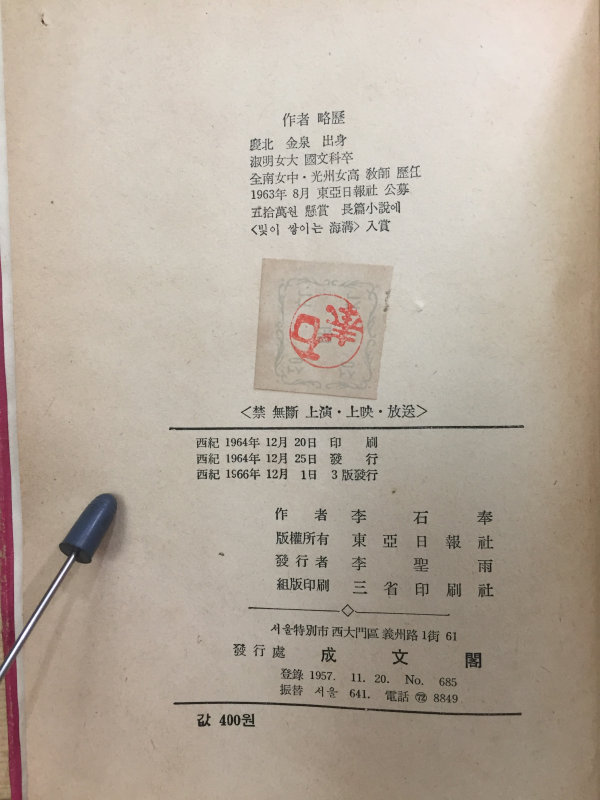 作者 略歷
慶北 金泉 出身
淑明女大 國文科卒
全南女中・光州女高 敎師 歷任
1963年 8月 東亞日報社 公募
五拾萬원 懸賞 長篇小說에
<빛이 쌓이는 海溝> 入賞
<禁 無斷 上演・上映・放送>
西紀 1964年 12月 20日 印 刷
西紀 1964年 12月 25日 發 行
西紀 1966年 12月 1日 3版發行
作 者 李 石 奉
版權所有 東 亞 日 報 社
發 行 者 李 聖 雨
組版印刷 三 省 印 刷 社
서울特別市 西大門區 義州路 1街 61
發行處 成 文 閣
登錄 1957. 11. 20. No. 685
振替 서울 641. 電話 72 8849
값 400원